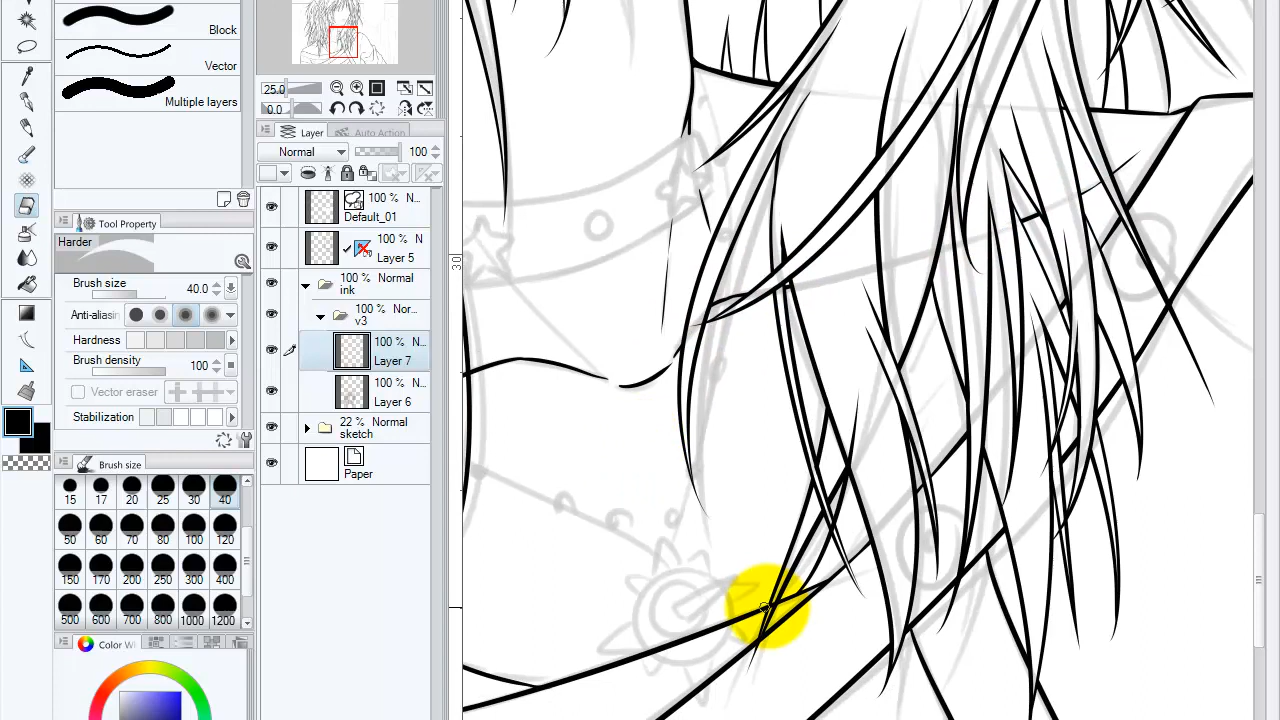 Block
Vector
Multiple layers
Tool Property
Harder
Brush size 40.0
Anti-aliasin
Hardness
Brush density 100
Vector eraser
Stabilization
Brush size
15 17 20 25 30 40
50 60 70 80 100 120
150 170 200 250 300 400
500 600 700 800 1000 1200
Color W
25.0
0.0
Layer Auto Action
Normal 100
100 % N...
Default_01
100 % N
Layer 5
100 % Normal
ink
100 % Nor...
v3
100 % N...
Layer 7
100 % N...
Layer 6
22 % Normal
sketch
Paper
30